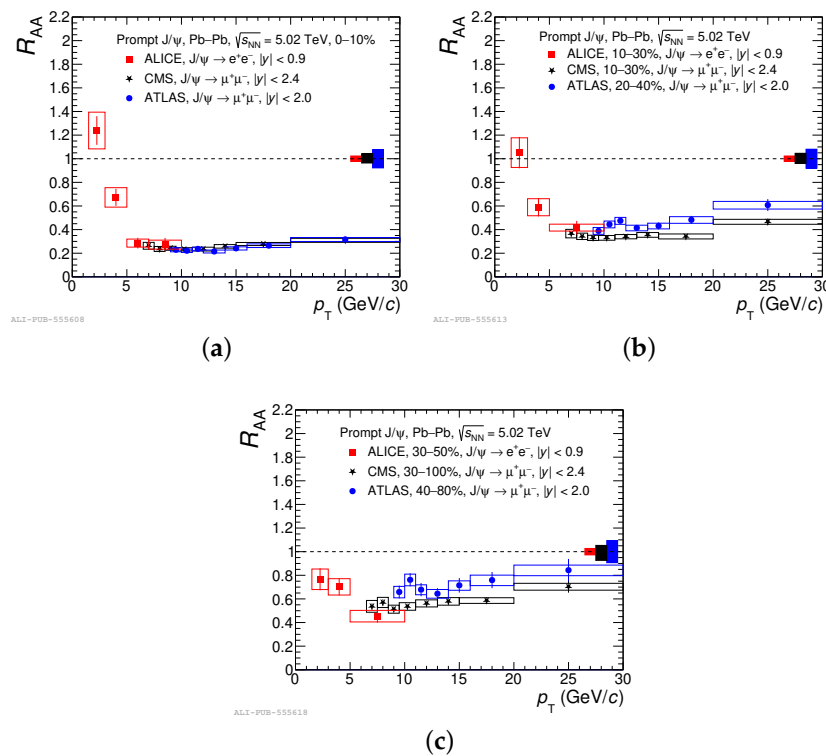 R_AA
2.2
2
1.8
1.6
1.4
1.2
1
0.8
0.6
0.4
0.2
0
Prompt J/ψ, Pb–Pb, √s_NN = 5.02 TeV, 0–10%
ALICE, J/ψ → e⁺e⁻, |y| < 0.9
CMS, J/ψ → μ⁺μ⁻, |y| < 2.4
ATLAS, J/ψ → μ⁺μ⁻, |y| < 2.0
0 5 10 15 20 25 30
p_T (GeV/c)
ALI-PUB-555608
(a)
R_AA
2.2
2
1.8
1.6
1.4
1.2
1
0.8
0.6
0.4
0.2
0
Prompt J/ψ, Pb–Pb, √s_NN = 5.02 TeV
ALICE, 10–30%, J/ψ → e⁺e⁻, |y| < 0.9
CMS, 10–30%, J/ψ → μ⁺μ⁻, |y| < 2.4
ATLAS, 20–40%, J/ψ → μ⁺μ⁻, |y| < 2.0
0 5 10 15 20 25 30
p_T (GeV/c)
ALI-PUB-555613
(b)
R_AA
2.2
2
1.8
1.6
1.4
1.2
1
0.8
0.6
0.4
0.2
0
Prompt J/ψ, Pb–Pb, √s_NN = 5.02 TeV
ALICE, 30–50%, J/ψ → e⁺e⁻, |y| < 0.9
CMS, 30–100%, J/ψ → μ⁺μ⁻, |y| < 2.4
ATLAS, 40–80%, J/ψ → μ⁺μ⁻, |y| < 2.0
0 5 10 15 20 25 30
p_T (GeV/c)
ALI-PUB-555618
(c)